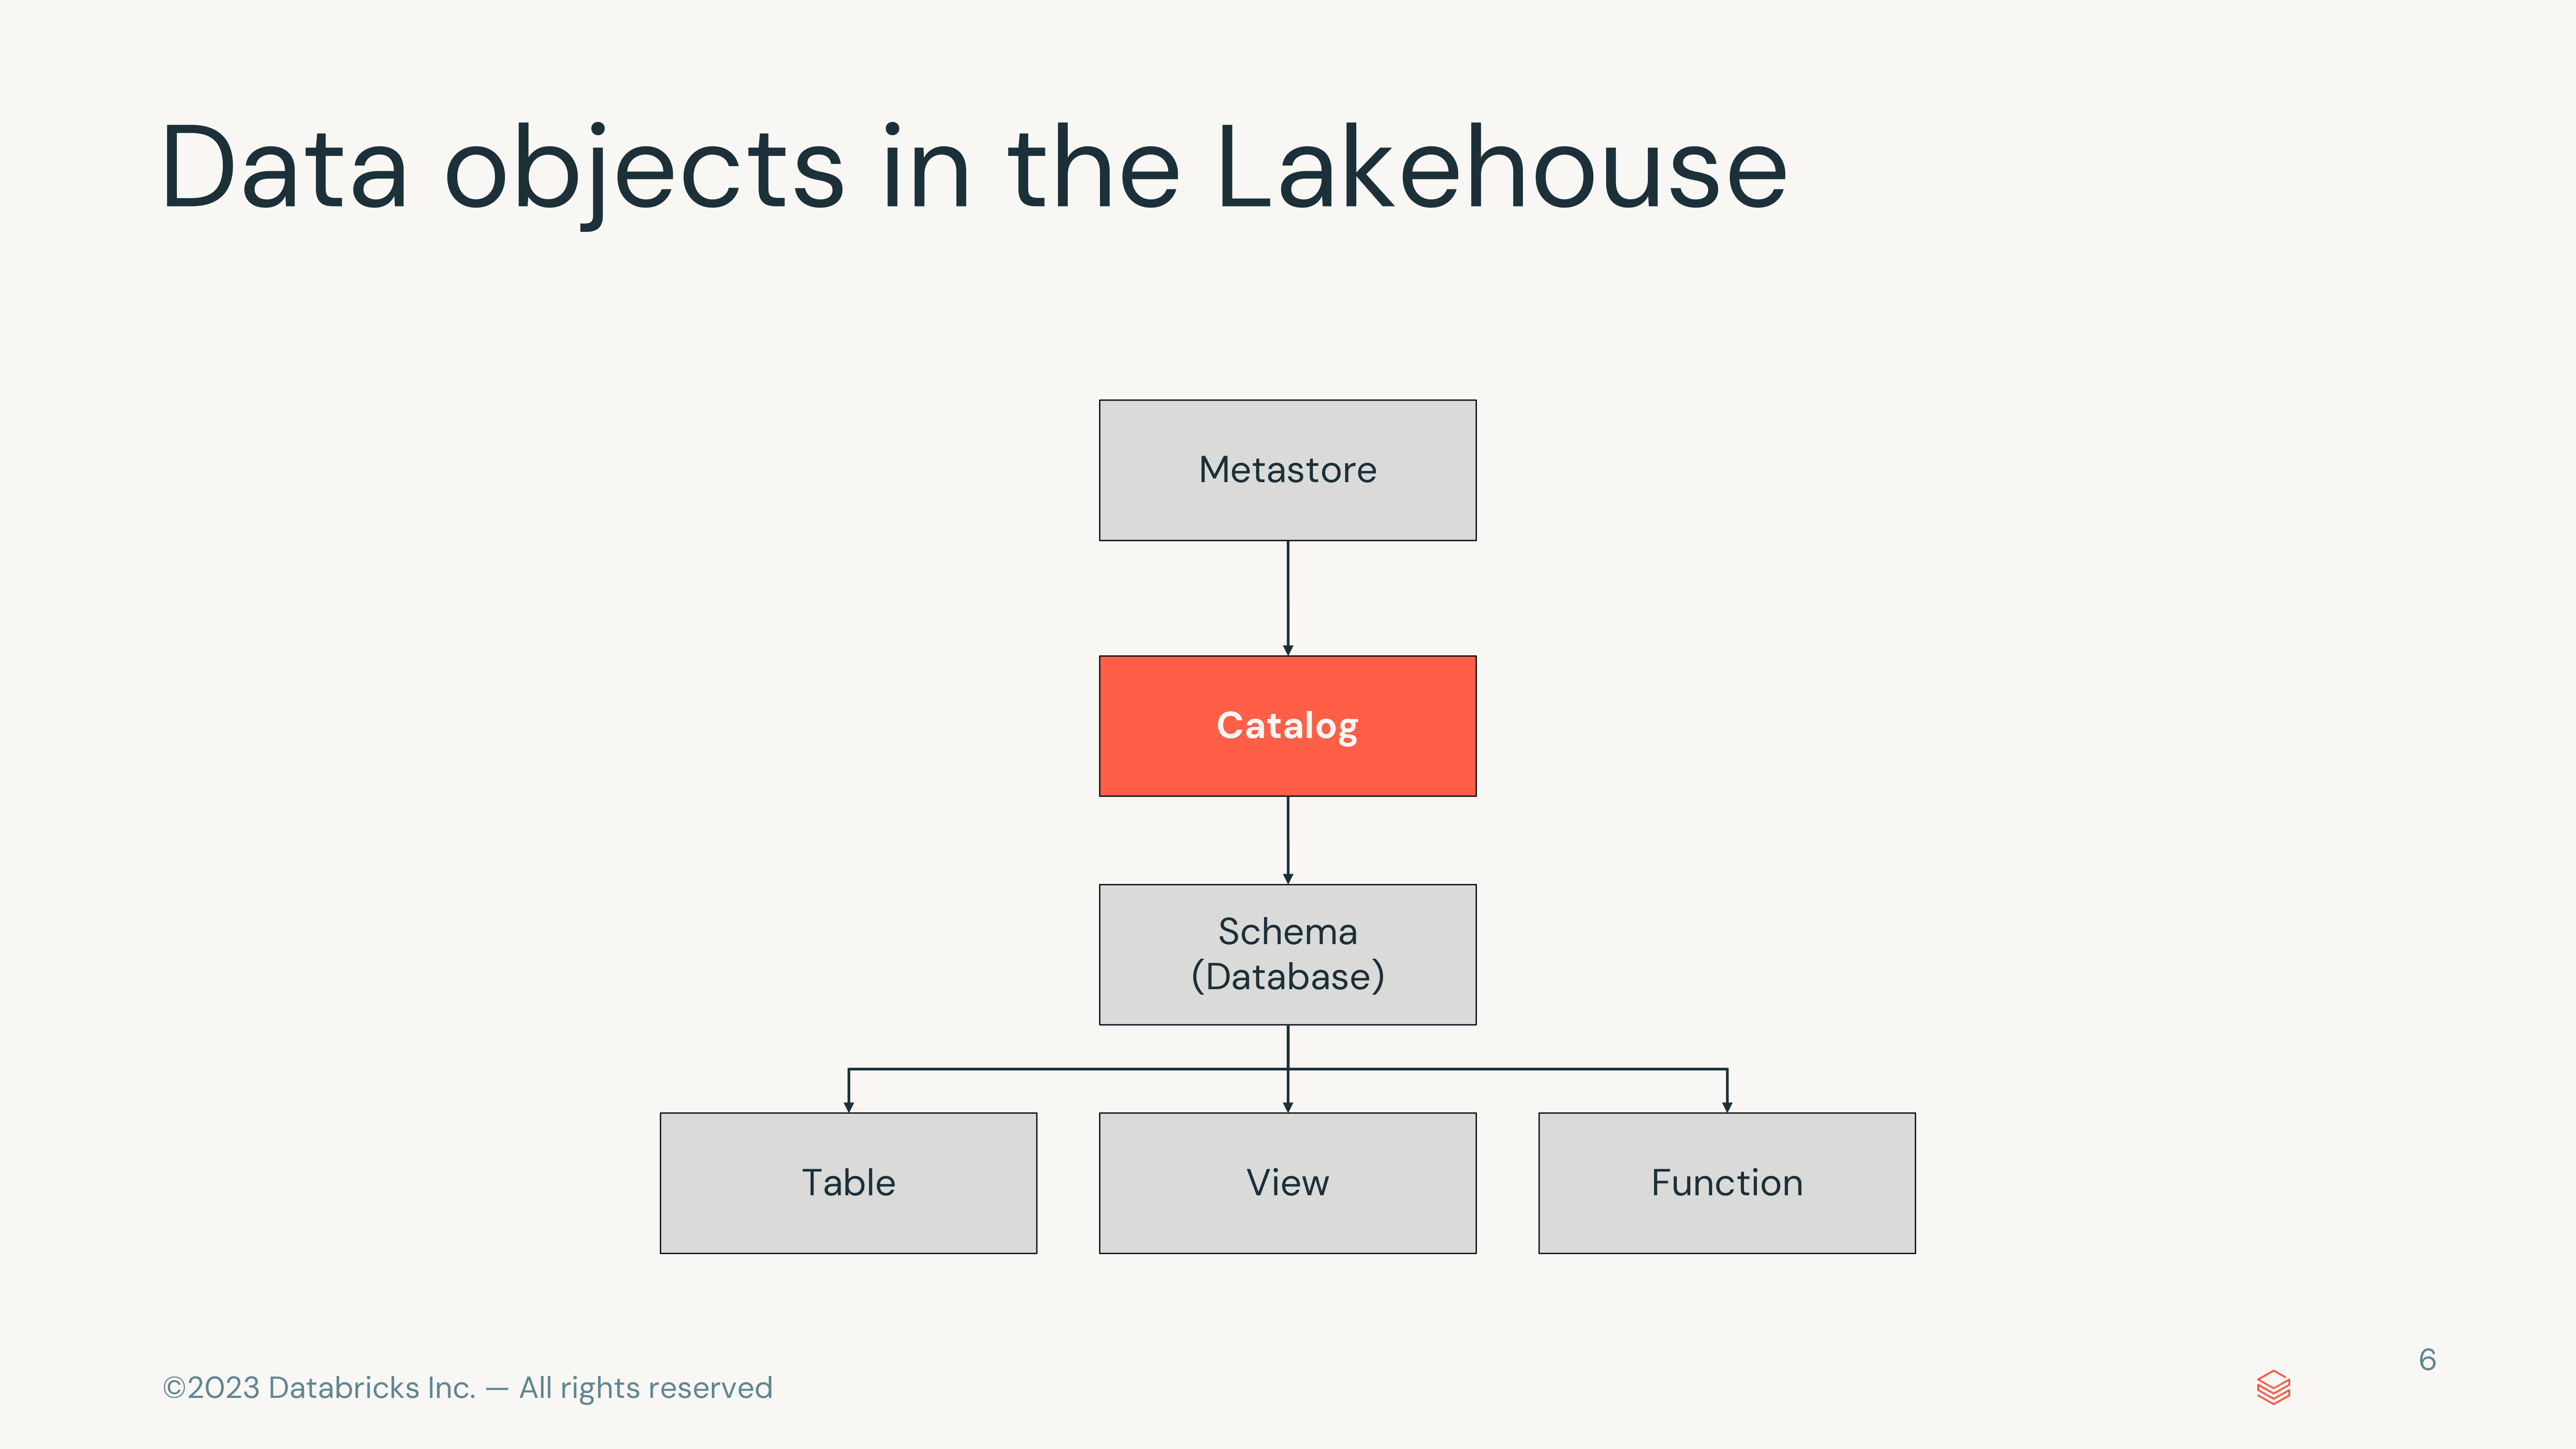 Data objects in the Lakehouse
Metastore
Catalog
Schema
(Database)
Table
View
Function
©2023 Databricks Inc. — All rights reserved
6